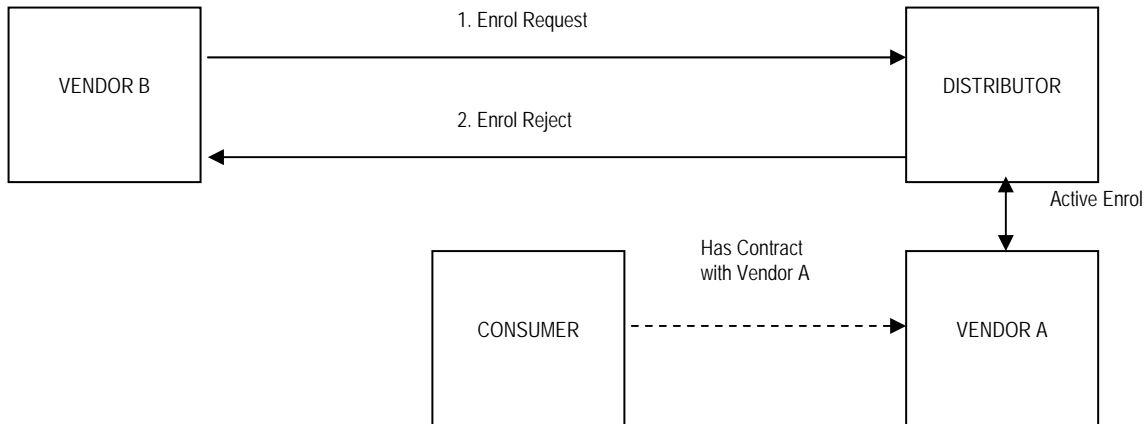 1. Enrol Request
VENDOR B
DISTRIBUTOR
2. Enrol Reject
Active Enrol
Has Contract
with Vendor A
CONSUMER
VENDOR A